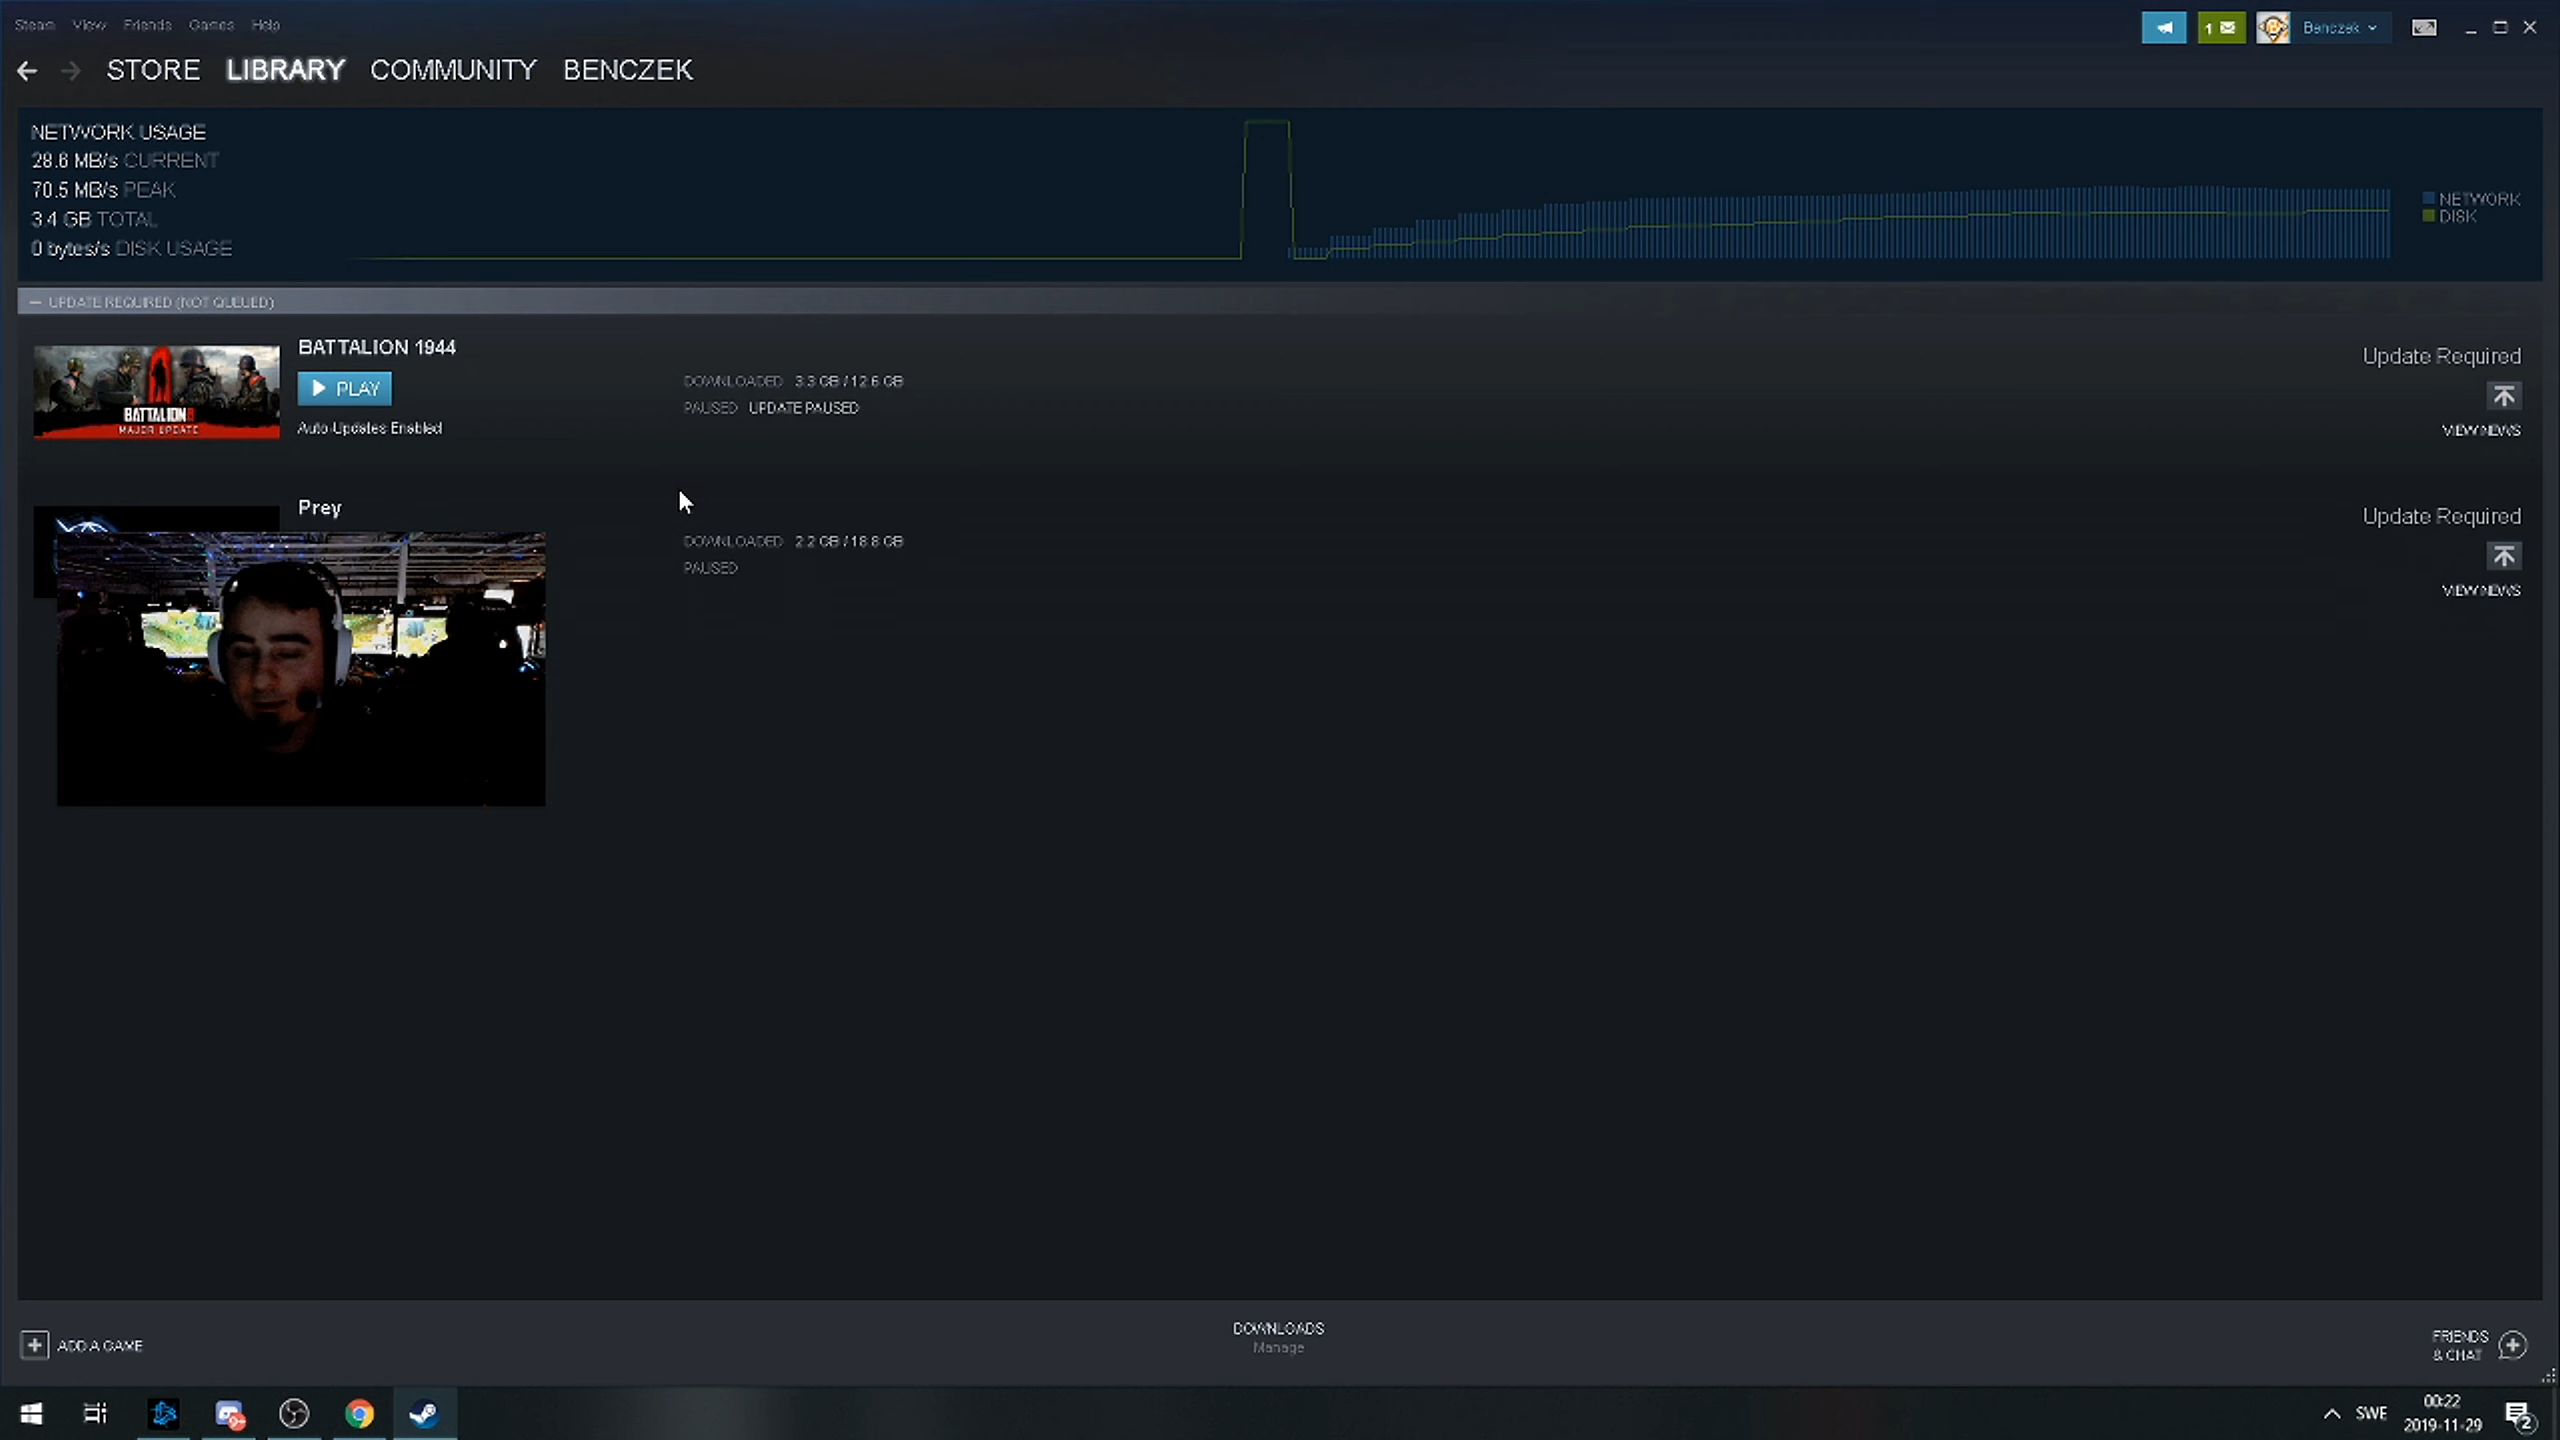 Steam View Friends Games Help
1
Benczek
STORE LIBRARY COMMUNITY BENCZEK
NETWORK USAGE
28.6 MB/s CURRENT
70.5 MB/s PEAK
3.4 GB TOTAL
0 bytes/s DISK USAGE
NETWORK
DISK
UPDATE REQUIRED (NOT QUEUED)
BATTALION 1944
PLAY
Auto-Updates Enabled
BATTALION
MAJOR UPDATE
DOWNLOADED 3.3 GB / 12.6 GB
PAUSED UPDATE PAUSED
Update Required
VIEW NEWS
Prey
DOWNLOADED 2.2 GB / 18.8 GB
PAUSED
Update Required
VIEW NEWS
ADD A GAME
DOWNLOADS
Manage
FRIENDS
& CHAT
9+
SWE
00:22
2019-11-29
2